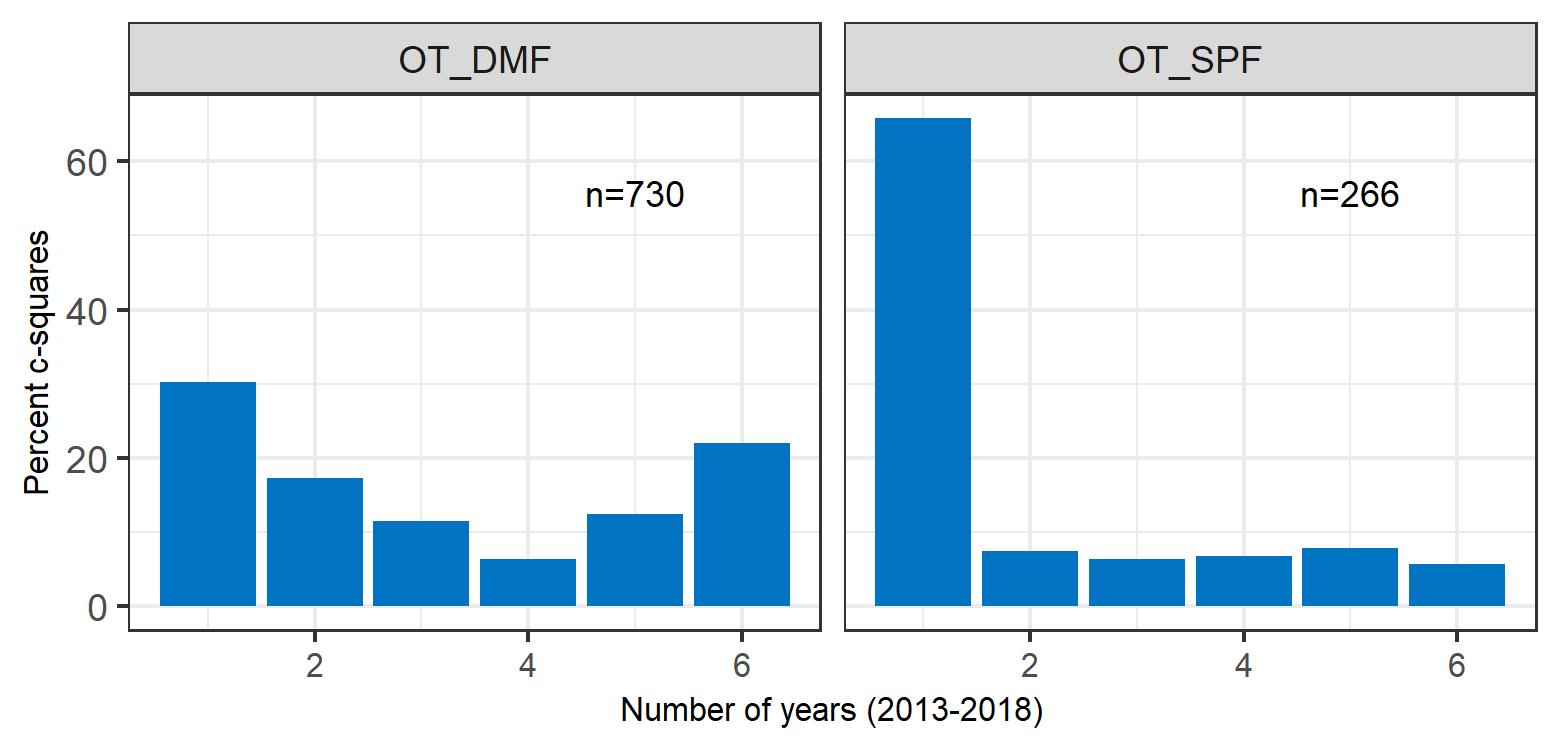 OT_DMF
OT_SPF
60
40
20
0
n=730
n=266
Percent c-squares
2
4
6
2
4
6
Number of years (2013-2018)